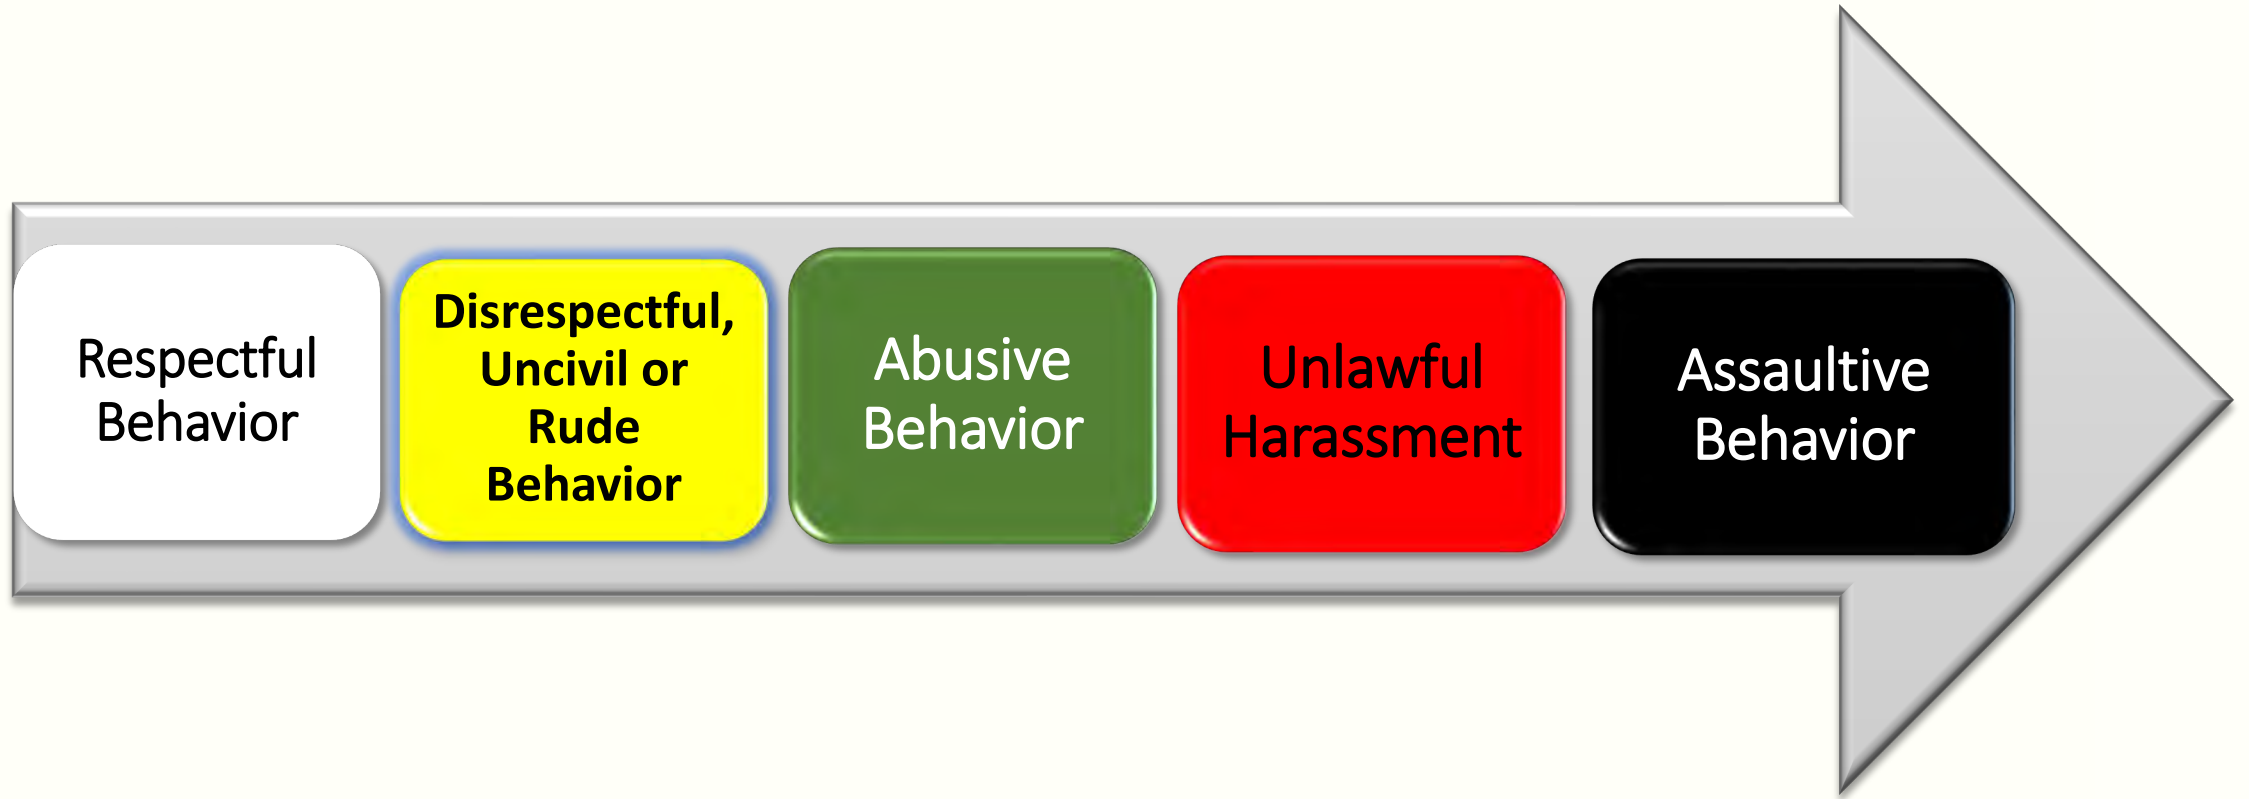 Respectful
Behavior
Disrespectful,
Uncivil or
Rude
Behavior
Abusive
Behavior
Unlawful
Harassment
Assaultive
Behavior